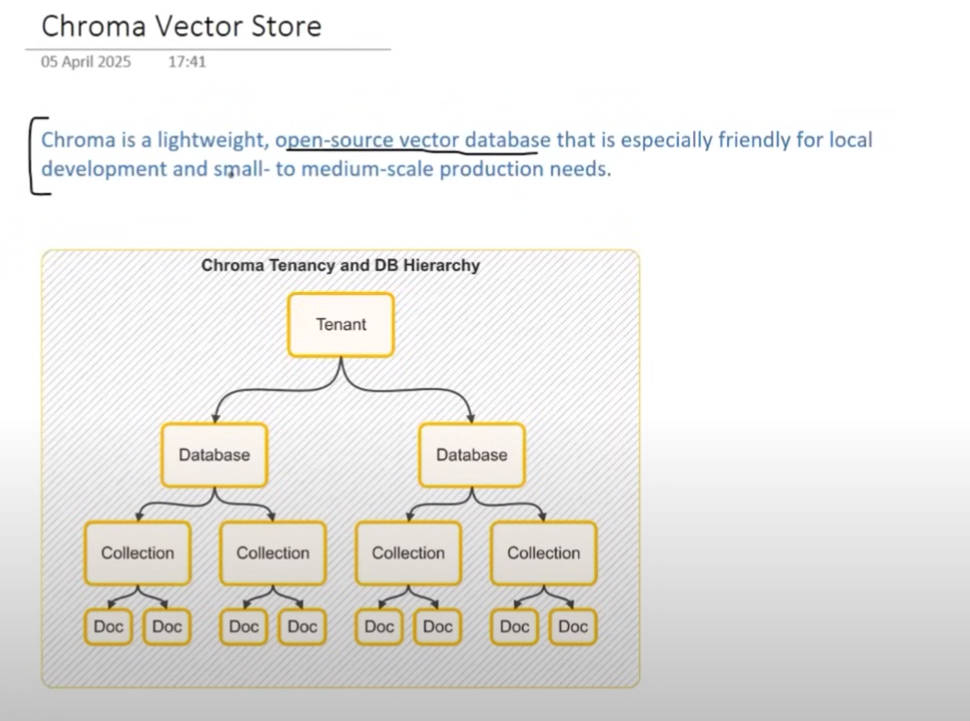 Chroma Vector Store
05 April 2025 17:41
Chroma is a lightweight, open-source vector database that is especially friendly for local
development and small- to medium-scale production needs.
Chroma Tenancy and DB Hierarchy
Tenant
Database Database
Collection Collection Collection Collection
Doc Doc Doc Doc Doc Doc Doc Doc